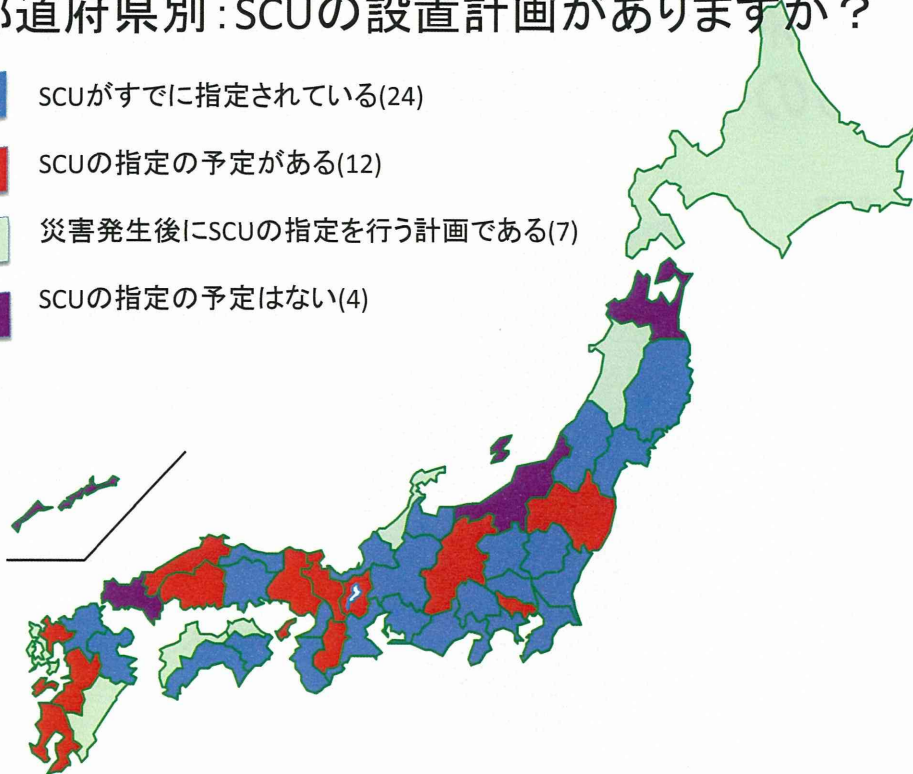 道府県別：SCUの設置計画がありますか？
SCUがすでに指定されている(24)
SCUの指定の予定がある(12)
災害発生後にSCUの指定を行う計画である(7)
SCUの指定の予定はない(4)